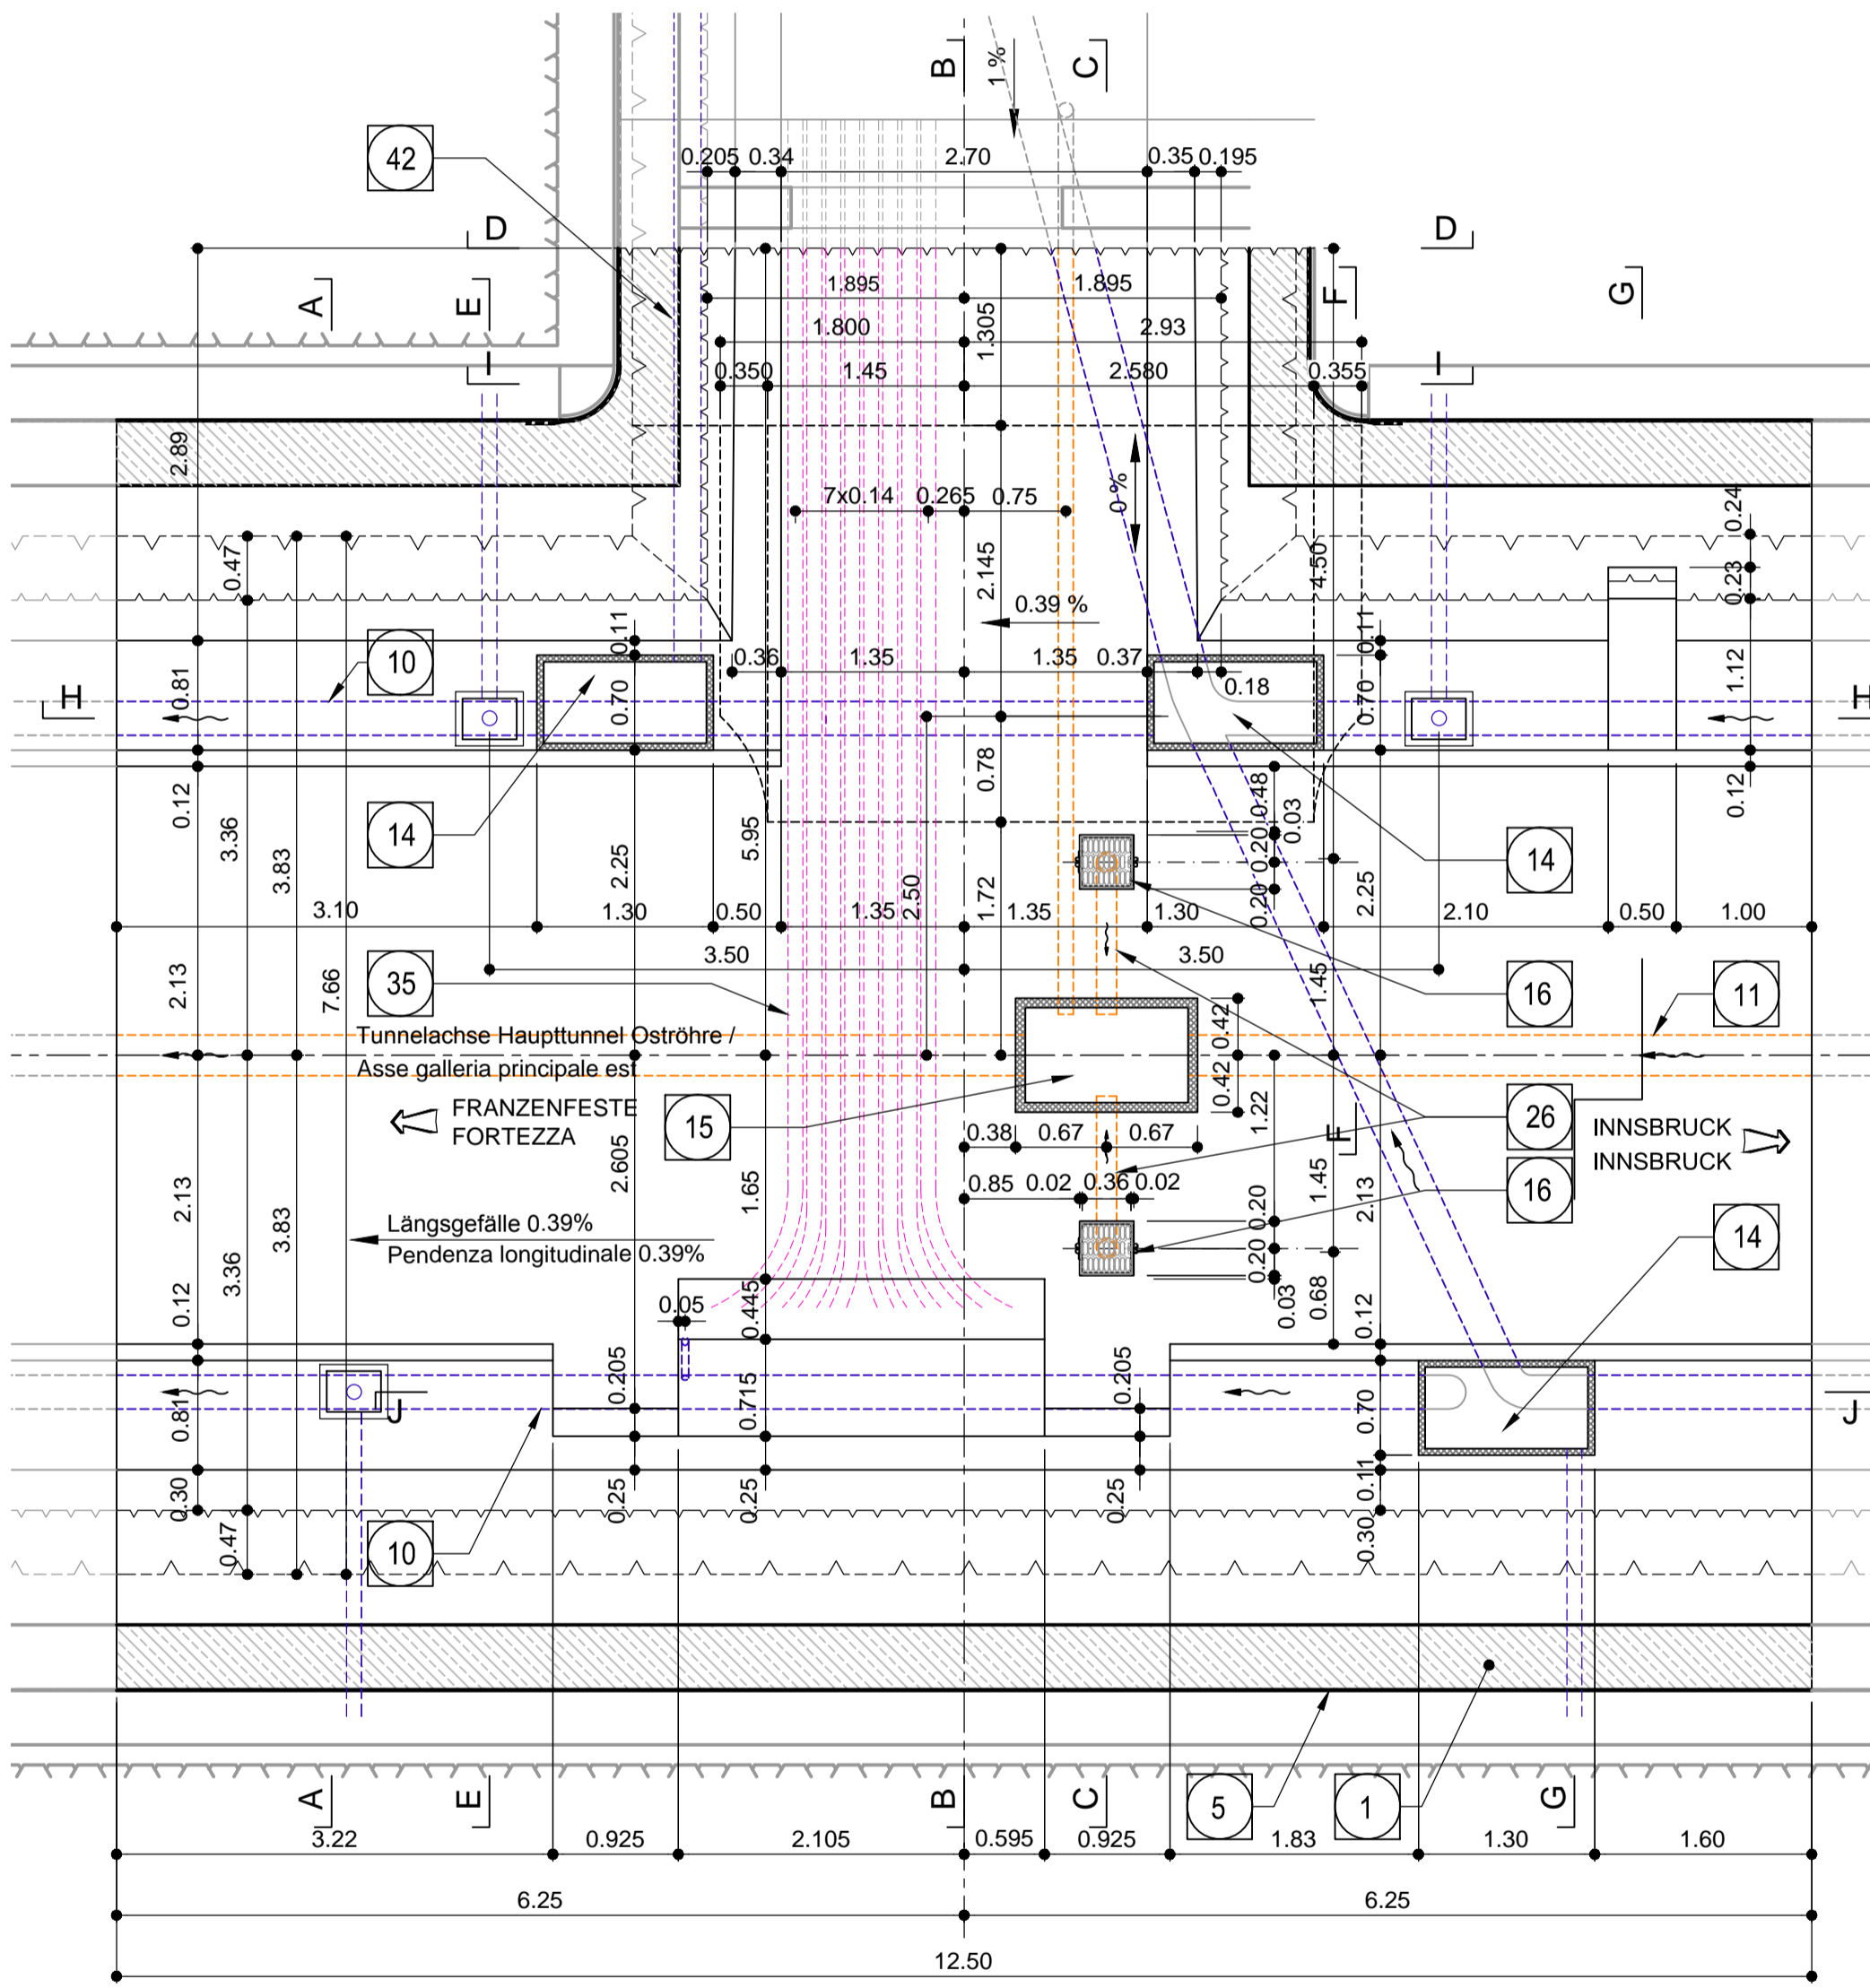 B
C
1 %
42
0.205 0.34 2.70 0.35 0.195
D
D
A
E
F
G
1.895 1.895
1.305
1.800 2.93
I
I
0.350 1.45 2.580 0.355
2.89
7x0.14 0.265 0.75
0 %
0.24
0.47
2.145
4.50
0.23
0.39 %
0.11
0.11
10
0.36 1.35 1.35 0.37
0.18
1.12
0.81
0.70
0.70
H
H
0.12
0.78
0.48
0.03
0.12
14
3.36
3.83
2.25
5.95
2.50
1.72
0.20 0.20
2.25
14
3.10 1.30 0.50 1.35 1.35 1.30 2.10 0.50 1.00
3.50 3.50
2.13
7.66
35
1.45
16
11
0.42
Tunnelachse Haupttunnel Oströhre /
Asse galleria principale est
0.42
FRANZENFESTE
FORTEZZA
15
1.22
F
26
INNSBRUCK
INNSBRUCK
0.38 0.67 0.67
2.605
1.65
0.85 0.02 0.36 0.02
16
2.13
3.83
0.20
1.45
2.13
Längsgefälle 0.39%
Pendenza longitudinale 0.39%
14
3.36
0.20
0.03
0.68
0.12
0.12
0.05
0.445
0.205
0.715
0.205
0.70
0.81
J
J
0.30
0.25
0.25
0.25
0.11
0.47
10
0.30
A
E
B
C
5
1
G
3.22 0.925 2.105 0.595 0.925 1.83 1.30 1.60
6.25 6.25
12.50